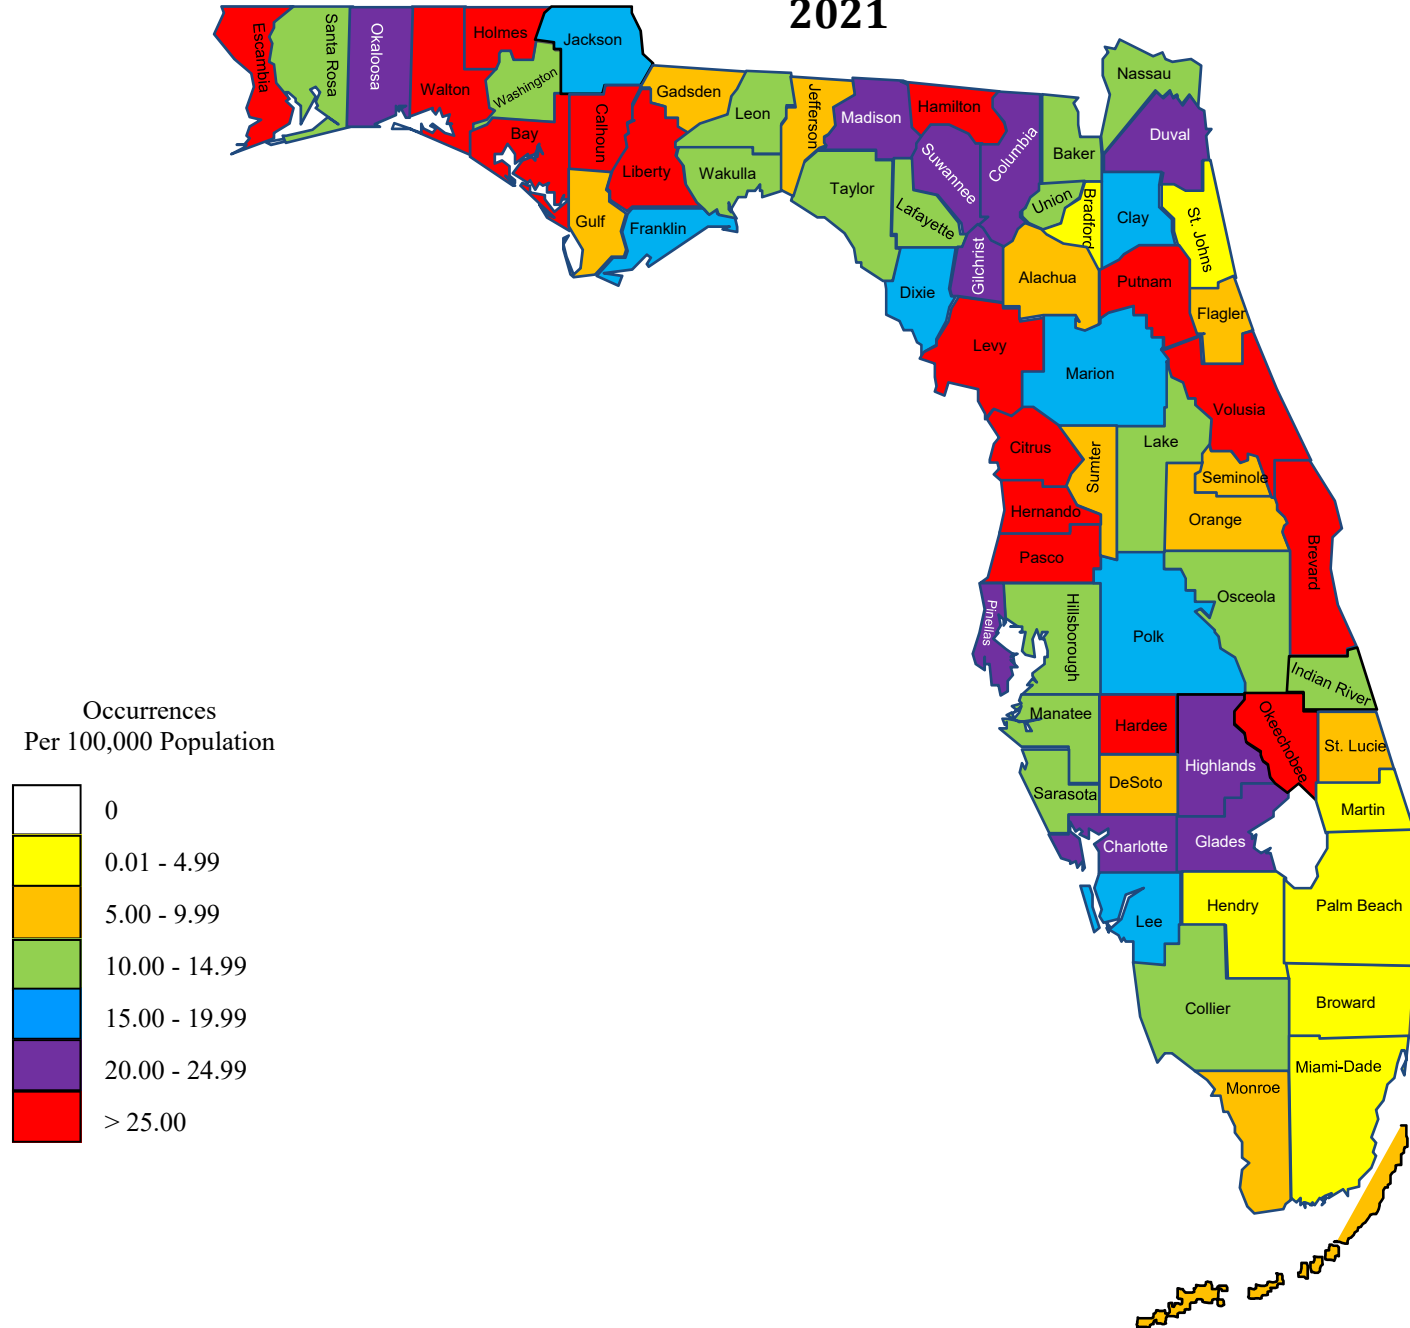 2021
Escambia
Santa Rosa
Okaloosa
Walton
Holmes
Washington
Jackson
Bay
Calhoun
Gulf
Liberty
Gadsden
Franklin
Leon
Wakulla
Jefferson
Madison
Taylor
Hamilton
Suwannee
Lafayette
Columbia
Dixie
Gilchrist
Baker
Union
Bradford
Nassau
Duval
Clay
St. Johns
Alachua
Putnam
Flagler
Levy
Marion
Volusia
Citrus
Sumter
Lake
Seminole
Hernando
Orange
Pasco
Brevard
Pinellas
Hillsborough
Polk
Osceola
Indian River
Manatee
Hardee
Highlands
Okeechobee
St. Lucie
Sarasota
DeSoto
Martin
Charlotte
Glades
Lee
Hendry
Palm Beach
Collier
Broward
Miami-Dade
Monroe
Occurrences
Per 100,000 Population
0
0.01 - 4.99
5.00 - 9.99
10.00 - 14.99
15.00 - 19.99
20.00 - 24.99
> 25.00